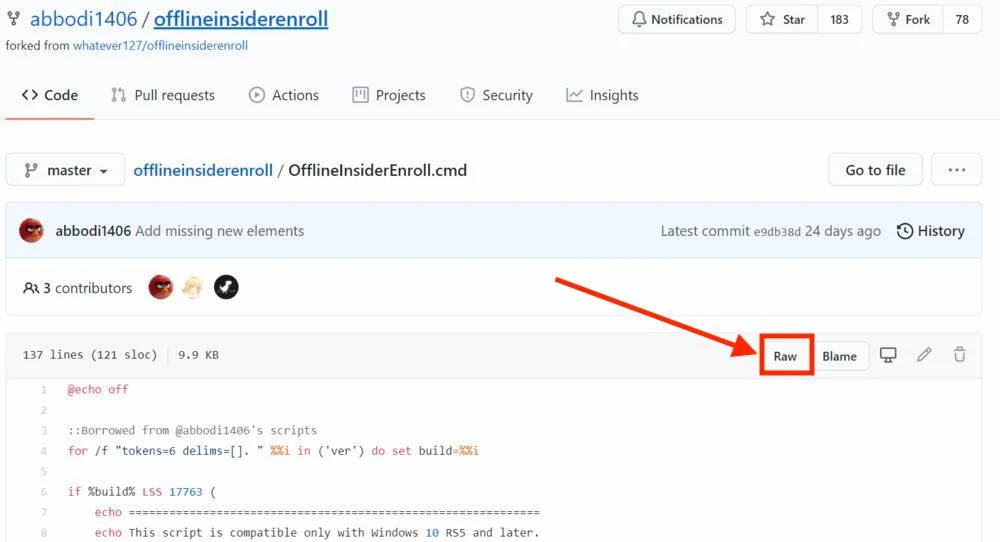 abbodi1406 / offlineinsiderenroll
Notifications Star 183 Fork 78
forked from whatever127/offlineinsiderenroll
Code Pull requests Actions Projects Security Insights
master offlineinsiderenroll / OfflineInsiderEnroll.cmd Go to file ...
abbodi1406 Add missing new elements Latest commit e9db38d 24 days ago History
3 contributors
137 lines (121 sloc) 9.9 KB Raw Blame
1 @echo off
2
3 ::Borrowed from @abbodi1406's scripts
4 for /f "tokens=6 delims=[]. " %%i in ('ver') do set build=%%i
5
6 if %build% LSS 17763 (
7 echo ============================================================
8 echo This script is compatible only with Windows 10 RS5 and later.